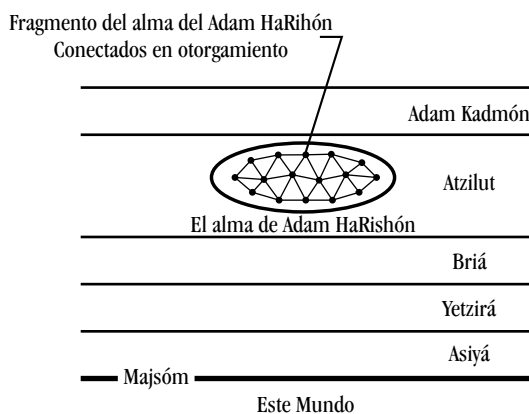 Fragmento del alma del Adam HaRihón
Conectados en otorgamiento
Adam Kadmón
Atzilut
El alma de Adam HaRishón
Briá
Yetzirá
Asiyá
Majsóm
Este Mundo